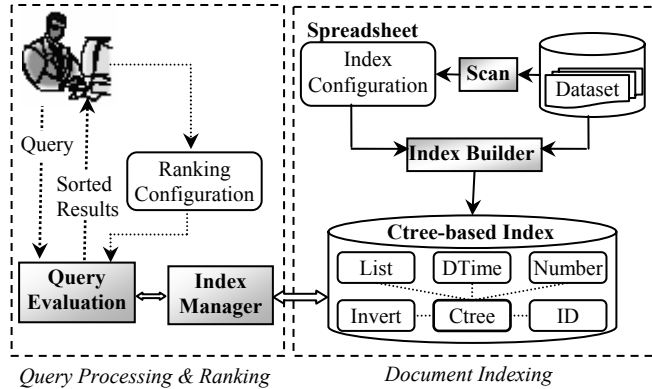 Query
Sorted
Results
Ranking
Configuration
Query
Evaluation
Index
Manager
Query Processing & Ranking
Spreadsheet
Index
Configuration
Scan
Dataset
Index Builder
Ctree-based Index
List
DTime
Number
Invert
Ctree
ID
Document Indexing